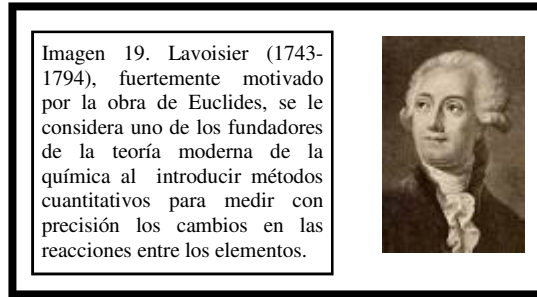 Imagen 19. Lavoisier (1743-
1794), fuertemente motivado
por la obra de Euclides, se le
considera uno de los fundadores
de la teoría moderna de la
química al introducir métodos
cuantitativos para medir con
precisión los cambios en las
reacciones entre los elementos.